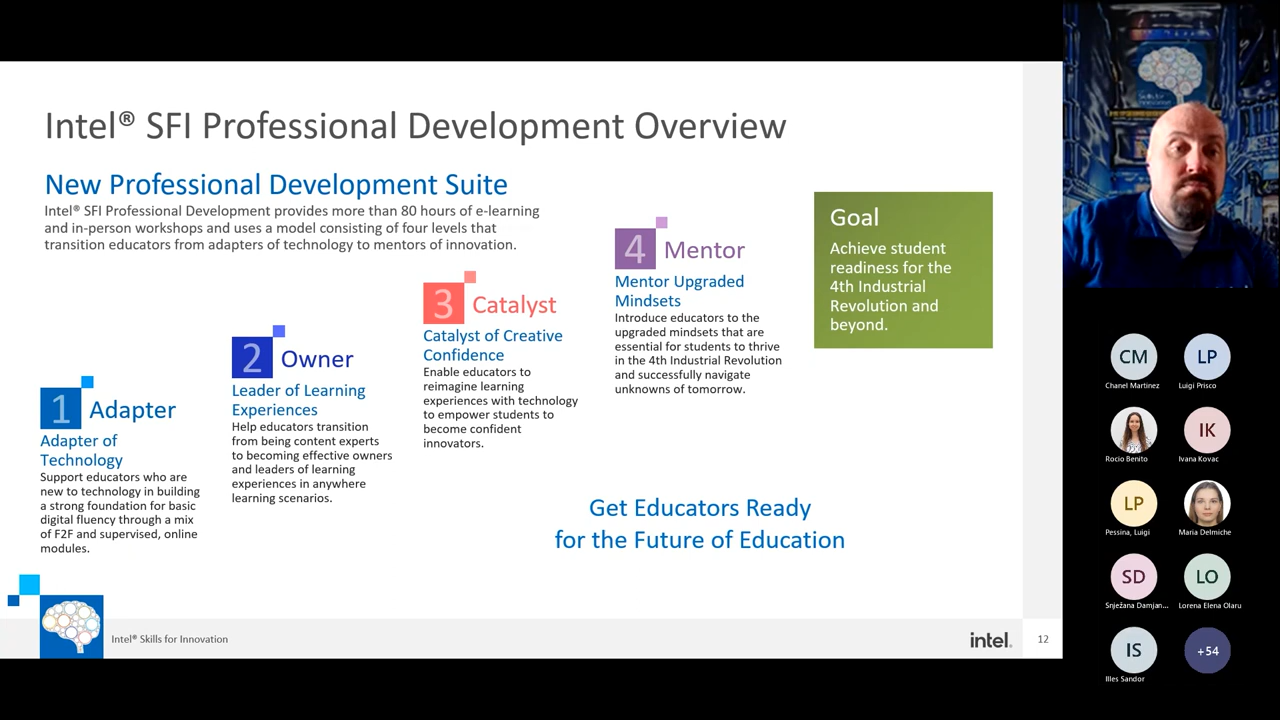 Intel® SFI Professional Development Overview
New Professional Development Suite
Intel® SFI Professional Development provides more than 80 hours of e-learning
and in-person workshops and uses a model consisting of four levels that
transition educators from adapters of technology to mentors of innovation.
1 Adapter
Adapter of
Technology
Support educators who are
new to technology in building
a strong foundation for basic
digital fluency through a mix
of F2F and supervised, online
modules.
2 Owner
Leader of Learning
Experiences
Help educators transition
from being content experts
to becoming effective owners
and leaders of learning
experiences in anywhere
learning scenarios.
3 Catalyst
Catalyst of Creative
Confidence
Enable educators to
reimagine learning
experiences with technology
to empower students to
become confident
innovators.
4 Mentor
Mentor Upgraded
Mindsets
Introduce educators to the
upgraded mindsets that are
essential for students to thrive
in the 4th Industrial Revolution
and successfully navigate
unknowns of tomorrow.
Goal
Achieve student
readiness for the
4th Industrial
Revolution and
beyond.
Get Educators Ready
for the Future of Education
Intel® Skills for Innovation
intel.
12
Skills for
CM
Chanel Martinez
LP
Luigi Prisco
Rocio Benito
IK
Ivana Kovac
LP
Pessina, Luigi
Maria Delmiche
SD
Snježana Damjan...
LO
Lorena Elena Olaru
IS
Illes Sandor
+54